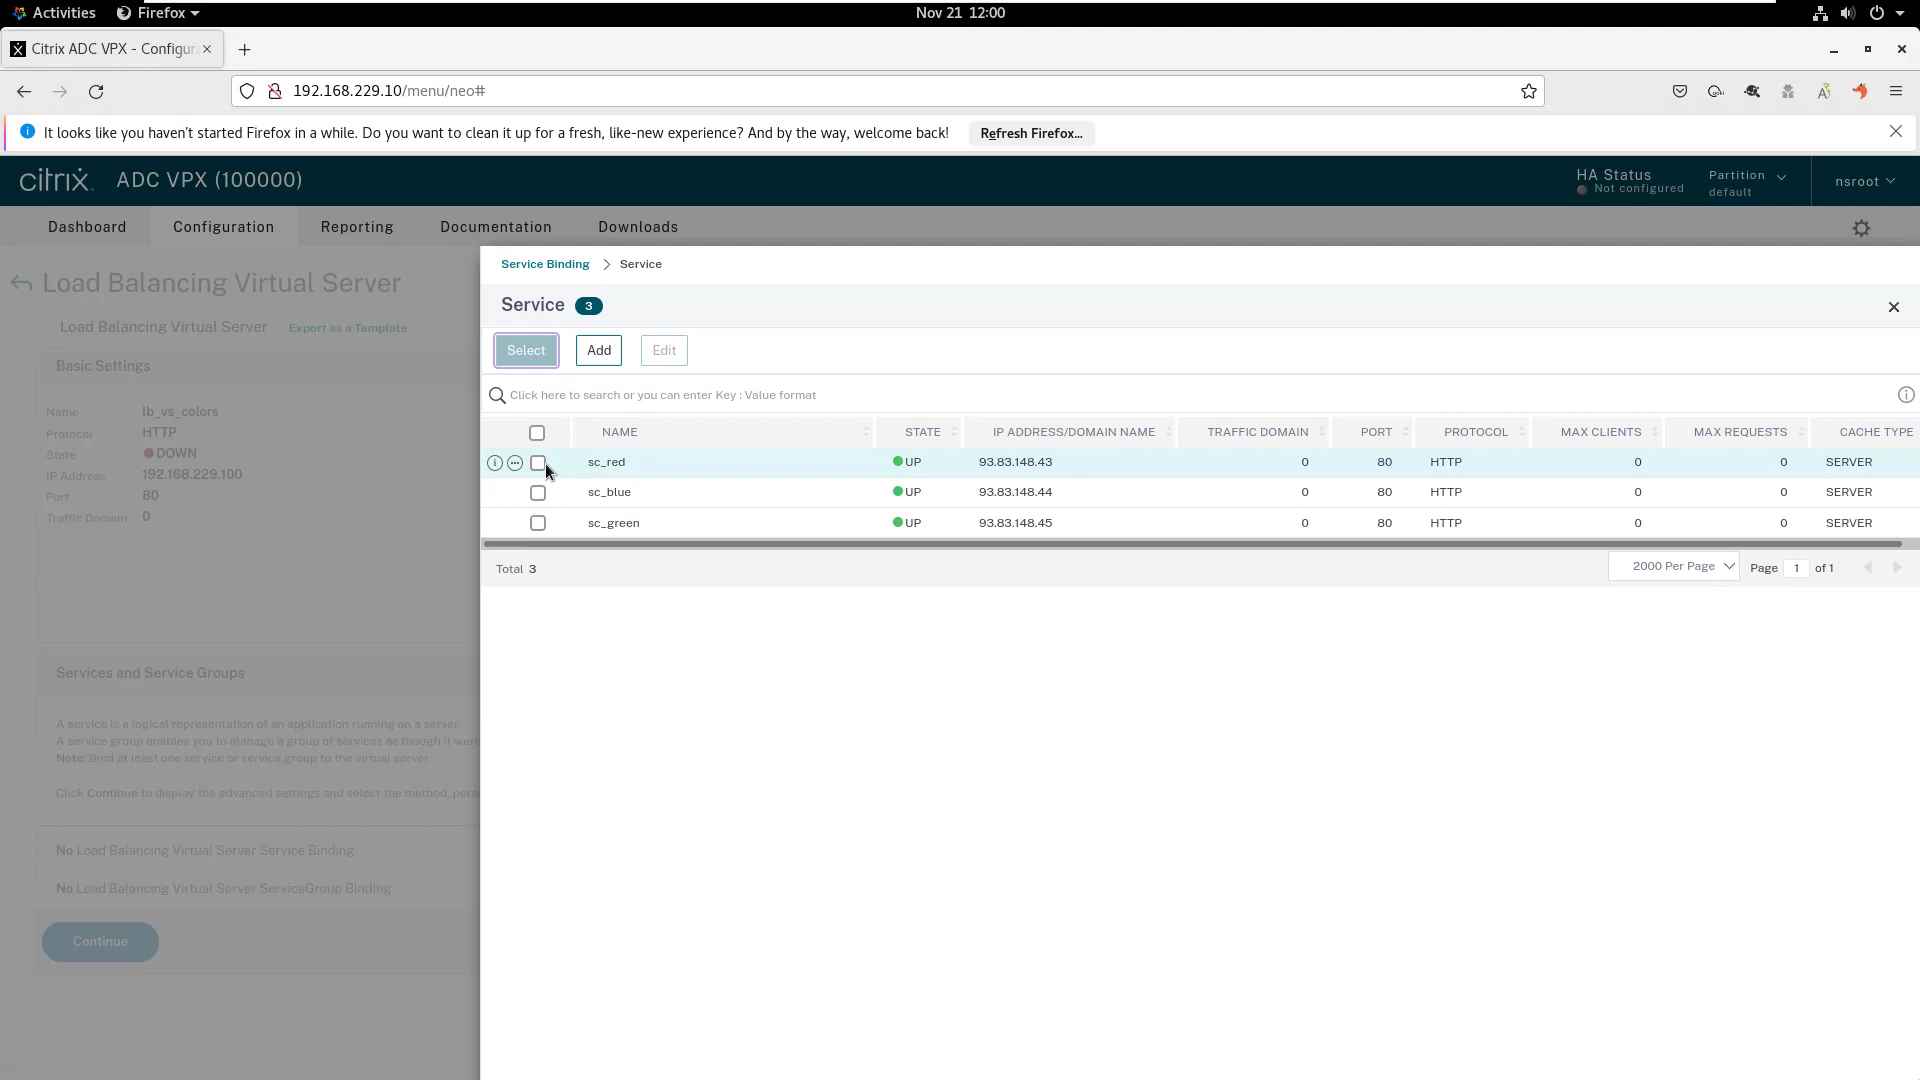 Activities Firefox Nov 21 12:00
Citrix ADC VPX - Configur
192.168.229.10/menu/neo#
It looks like you haven't started Firefox in a while. Do you want to clean it up for a fresh, like-new experience? And by the way, welcome back! Refresh Firefox...
citrix. ADC VPX (100000)
HA Status
Not configured
Partition
default
nsroot
Dashboard Configuration Reporting Documentation Downloads
Load Balancing Virtual Server
Load Balancing Virtual Server Export as a Template
Basic Settings
Name lb_vs_colors
Protocol HTTP
State DOWN
IP Address 192.168.229.100
Port 80
Traffic Domain 0
Services and Service Groups
A service is a logical representation of an application running on a server.
A service group enables you to manage a group of services as though it were
Note: Bind at least one service or service group to the virtual server.
Click Continue to display the advanced settings and select the method, pers
No Load Balancing Virtual Server Service Binding
No Load Balancing Virtual Server ServiceGroup Binding
Continue
Service Binding Service
Service 3
Select Add Edit
Click here to search or you can enter Key : Value format
NAME STATE IP ADDRESS/DOMAIN NAME TRAFFIC DOMAIN PORT PROTOCOL MAX CLIENTS MAX REQUESTS CACHE TYPE
sc_red UP 93.83.148.43 0 80 HTTP 0 0 SERVER
sc_blue UP 93.83.148.44 0 80 HTTP 0 0 SERVER
sc_green UP 93.83.148.45 0 80 HTTP 0 0 SERVER
Total 3 2000 Per Page Page 1 of 1